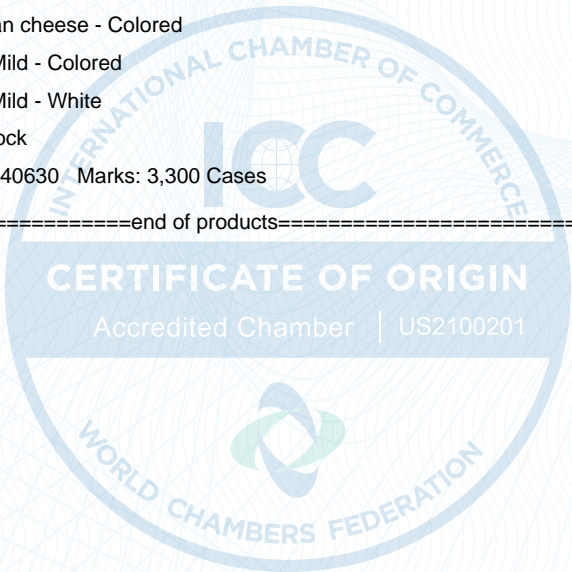 an cheese - Colored
Mild - Colored
Mild - White
ock
40630 Marks: 3,300 Cases
===========end of products========================
INTERNATIONAL CHAMBER OF COMMERCE
ICC
CERTIFICATE OF ORIGIN
Accredited Chamber | US2100201
WORLD CHAMBERS FEDERATION